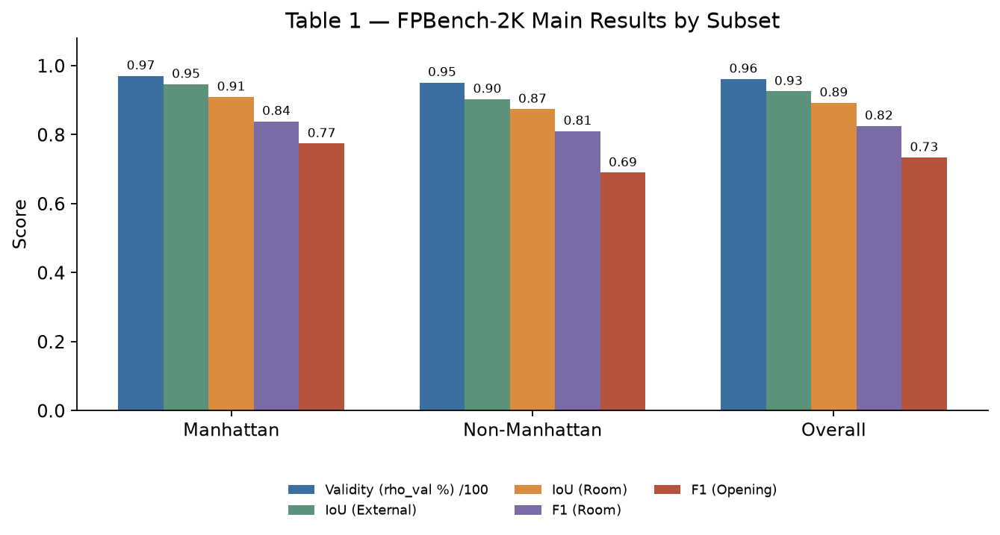 Table 1 — FPBench-2K Main Results by Subset
Score
1.0
0.8
0.6
0.4
0.2
0.0
0.97
0.95
0.91
0.84
0.77
0.95
0.90
0.87
0.81
0.69
0.96
0.93
0.89
0.82
0.73
Manhattan
Non-Manhattan
Overall
Validity (rho_val %) /100
IoU (External)
IoU (Room)
F1 (Room)
F1 (Opening)